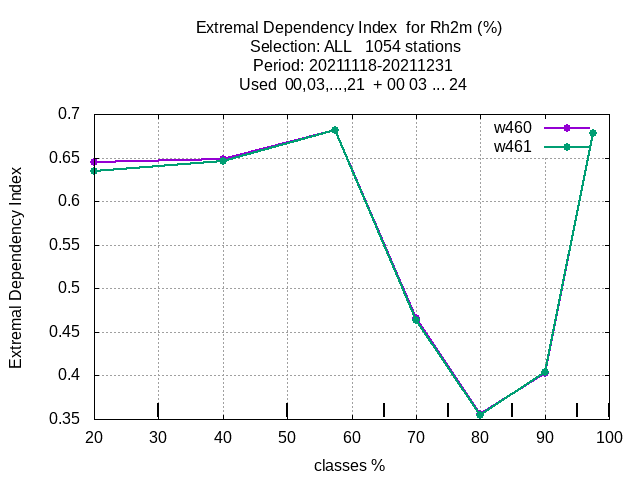 Extremal Dependency Index  for Rh2m (%)
Selection: ALL   1054 stations
Period: 20211118-20211231
Used  00,03,...,21  + 00 03 ... 24
w460
w461
Extremal Dependency Index
0.7
0.65
0.6
0.55
0.5
0.45
0.4
0.35
20 30 40 50 60 70 80 90 100
classes %